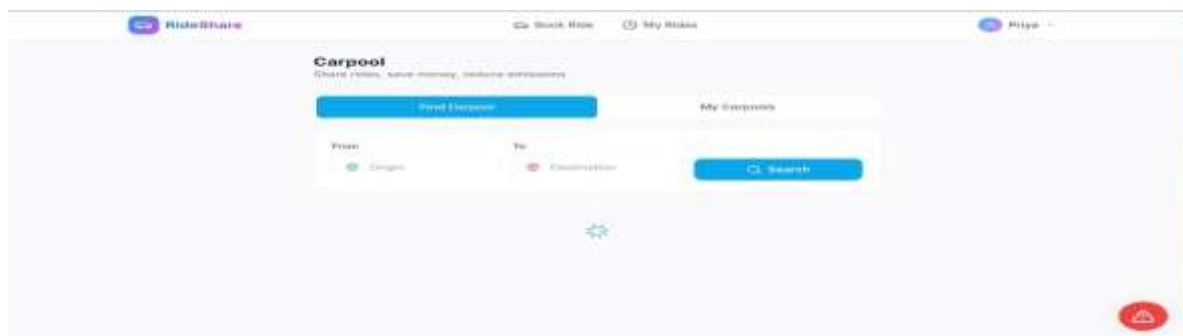 RideShare
Book Ride
My Rides
Priya
Carpool
Share rides, save money, reduce emissions
Find Carpool
My Carpools
From
To
Origin
Destination
Search